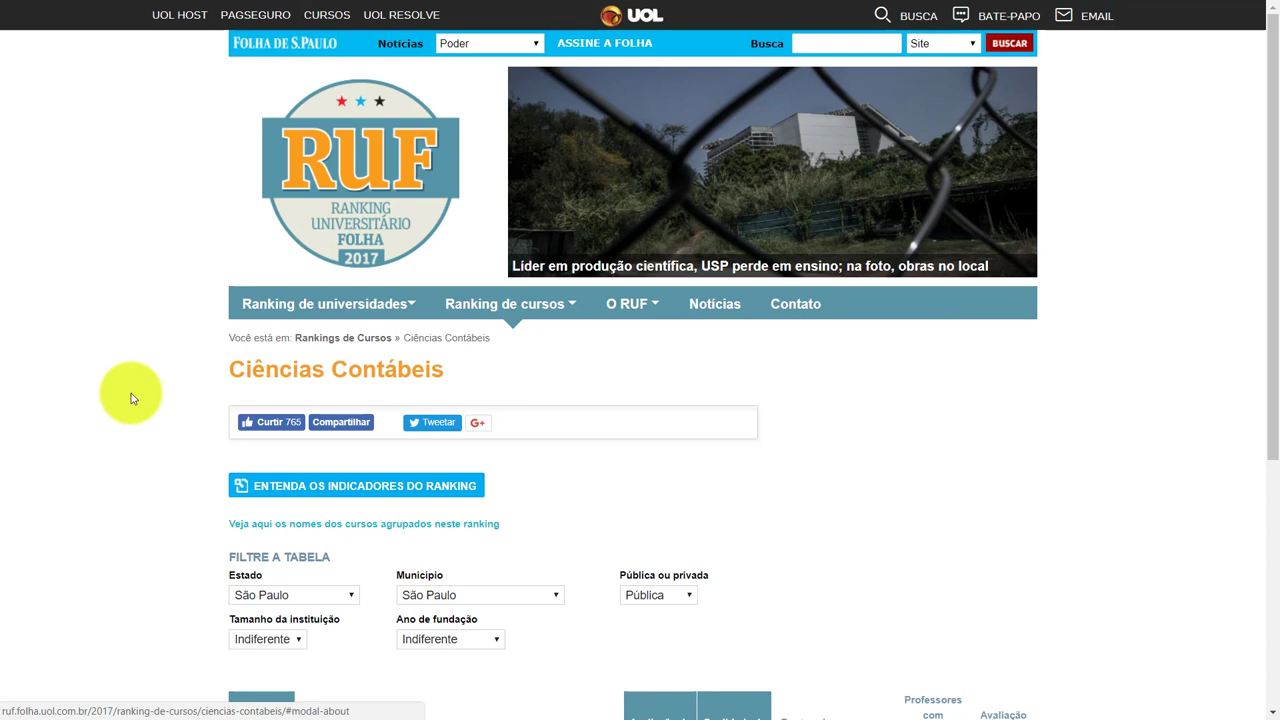 UOL HOST PAGSEGURO CURSOS UOL RESOLVE UOL BUSCA BATE-PAPO EMAIL
FOLHA DE S.PAULO Notícias Poder ASSINE A FOLHA Busca Site BUSCAR
RUF
RANKING
UNIVERSITÁRIO
FOLHA
2017
Líder em produção científica, USP perde em ensino; na foto, obras no local
Ranking de universidades Ranking de cursos O RUF Notícias Contato
Você está em: Rankings de Cursos » Ciências Contábeis
Ciências Contábeis
Curtir 765 Compartilhar Tweetar G+
ENTENDA OS INDICADORES DO RANKING
Veja aqui os nomes dos cursos agrupados neste ranking
FILTRE A TABELA
Estado Município Pública ou privada
São Paulo São Paulo Pública
Tamanho da instituição Ano de fundação
Indiferente Indiferente
Professores
com Avaliação
ruf.folha.uol.com.br/2017/ranking-de-cursos/ciencias-contabeis/#modal-about